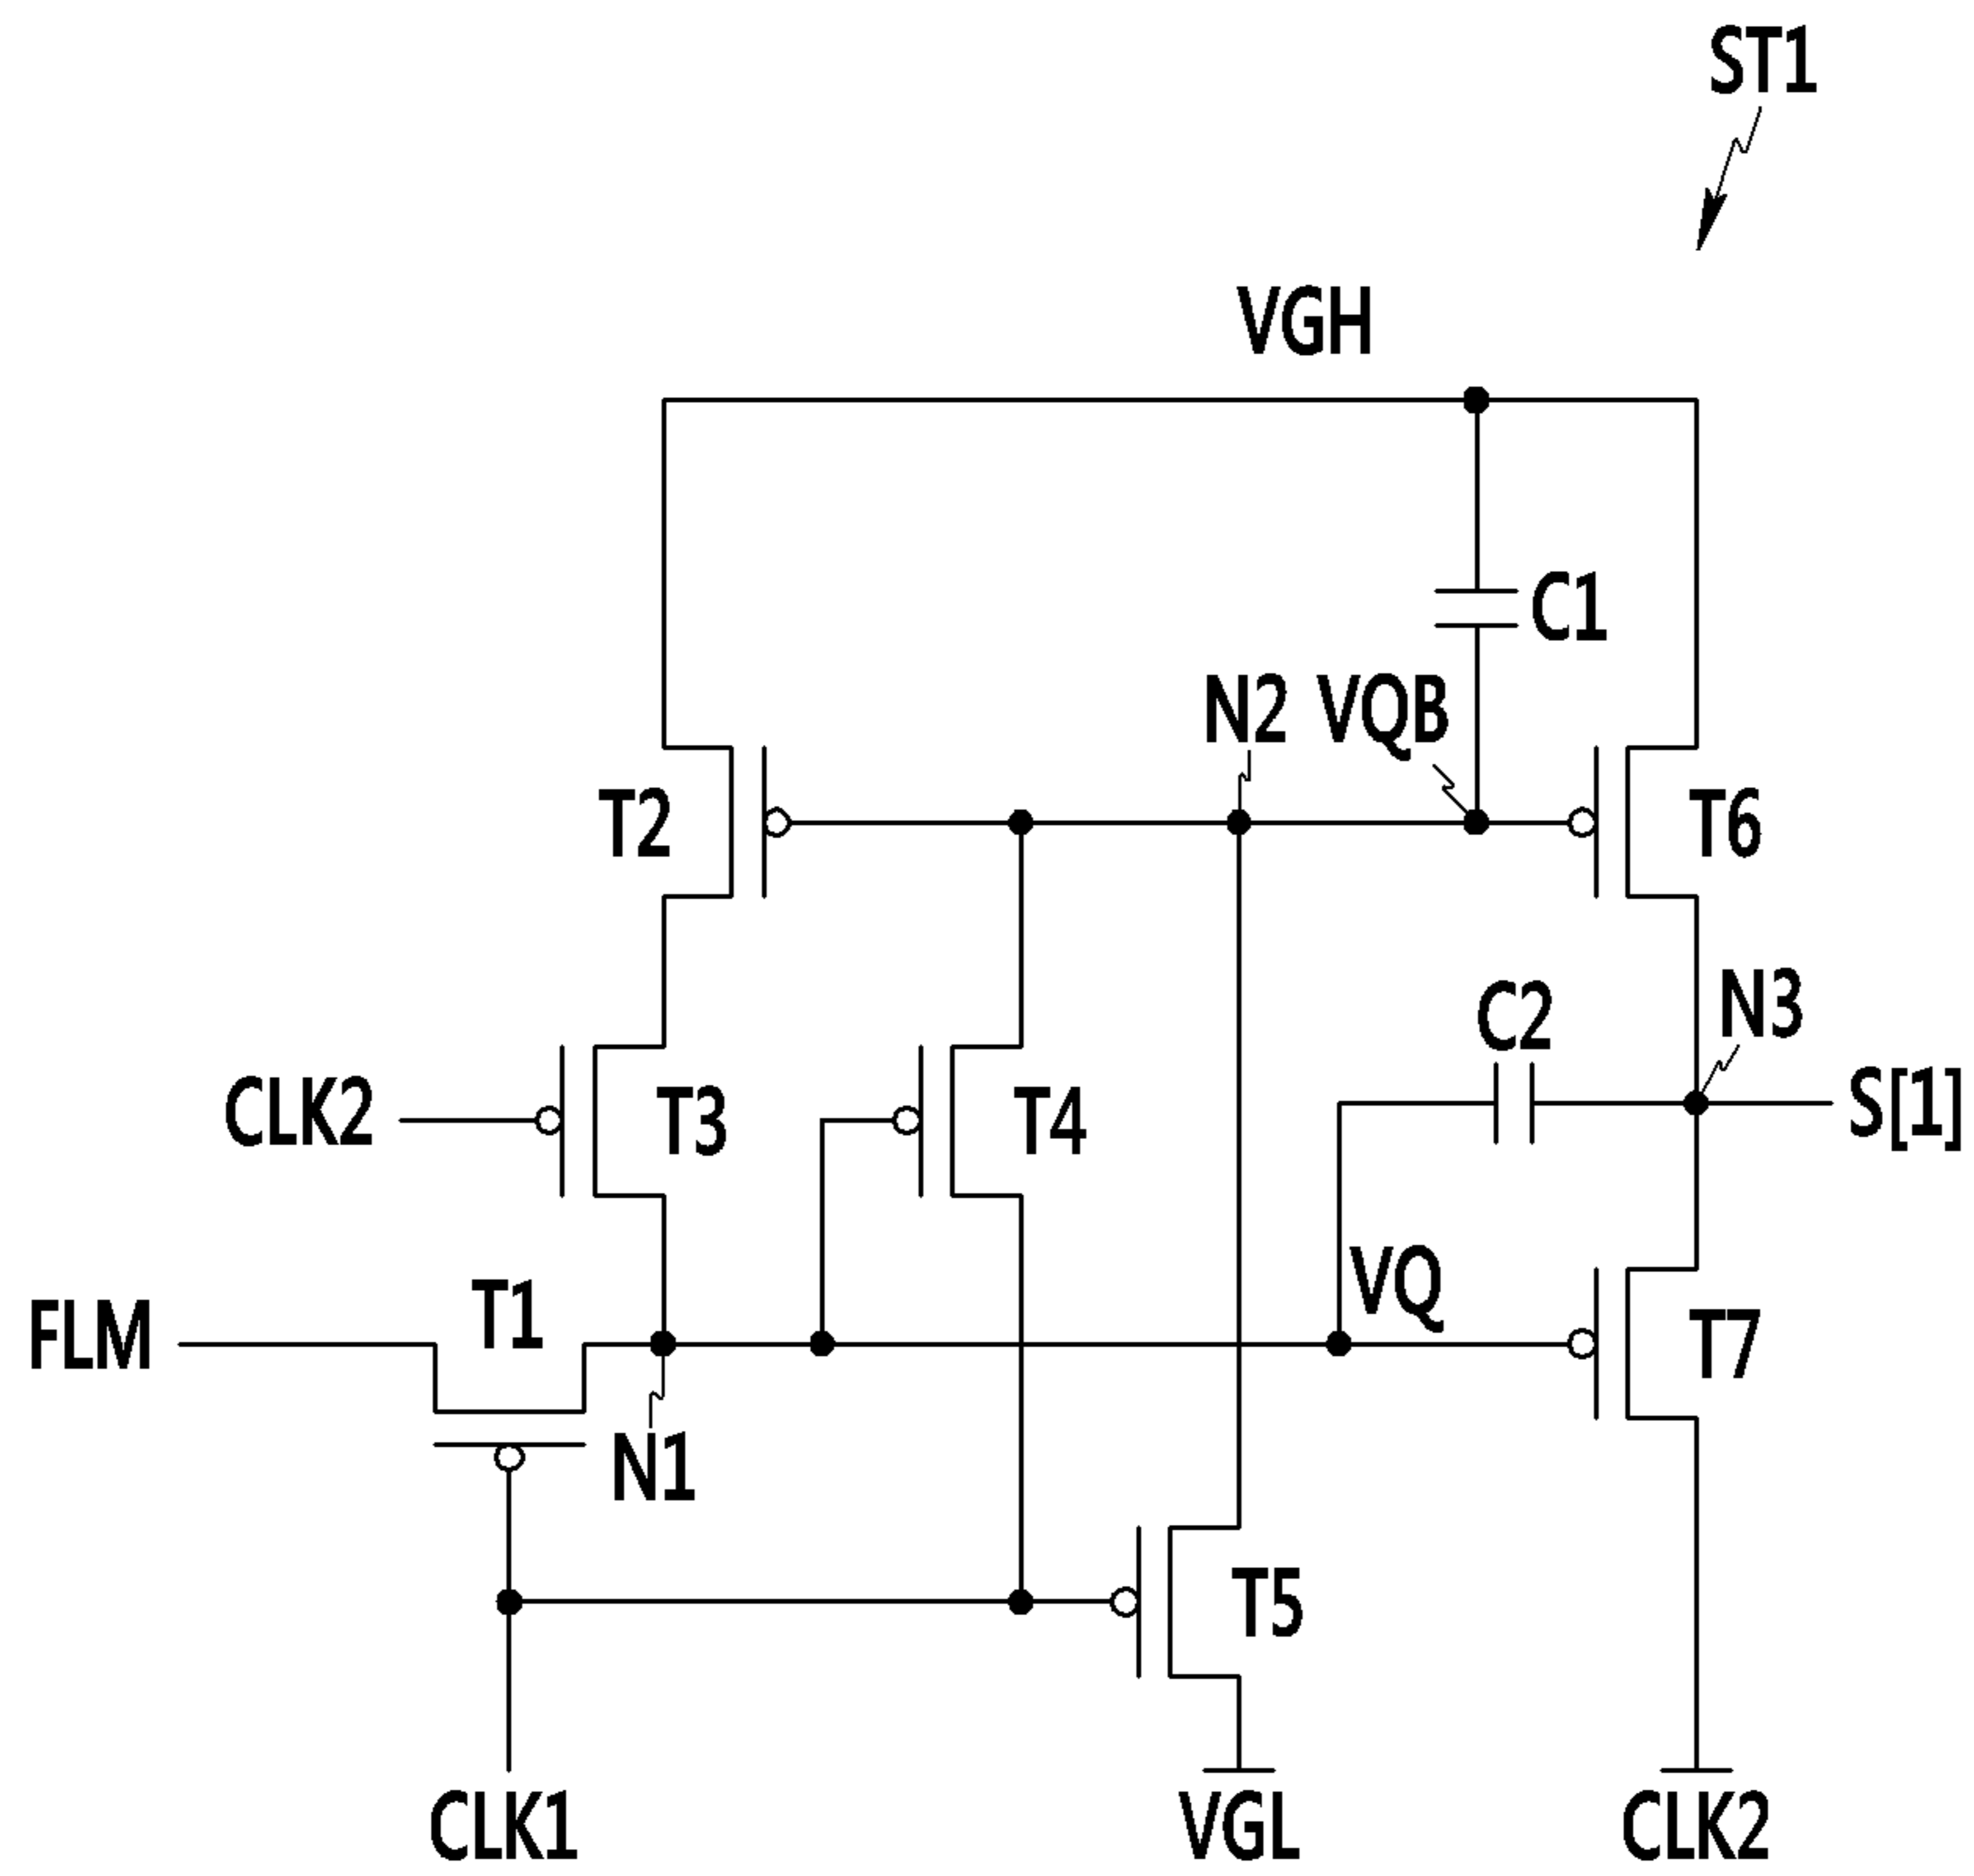 ST1
VGH
C1
N2 VQB
T2
T6
C2
N3
CLK2
T3
T4
S[1]
FLM
T1
VQ
T7
N1
T5
CLK1
VGL
CLK2